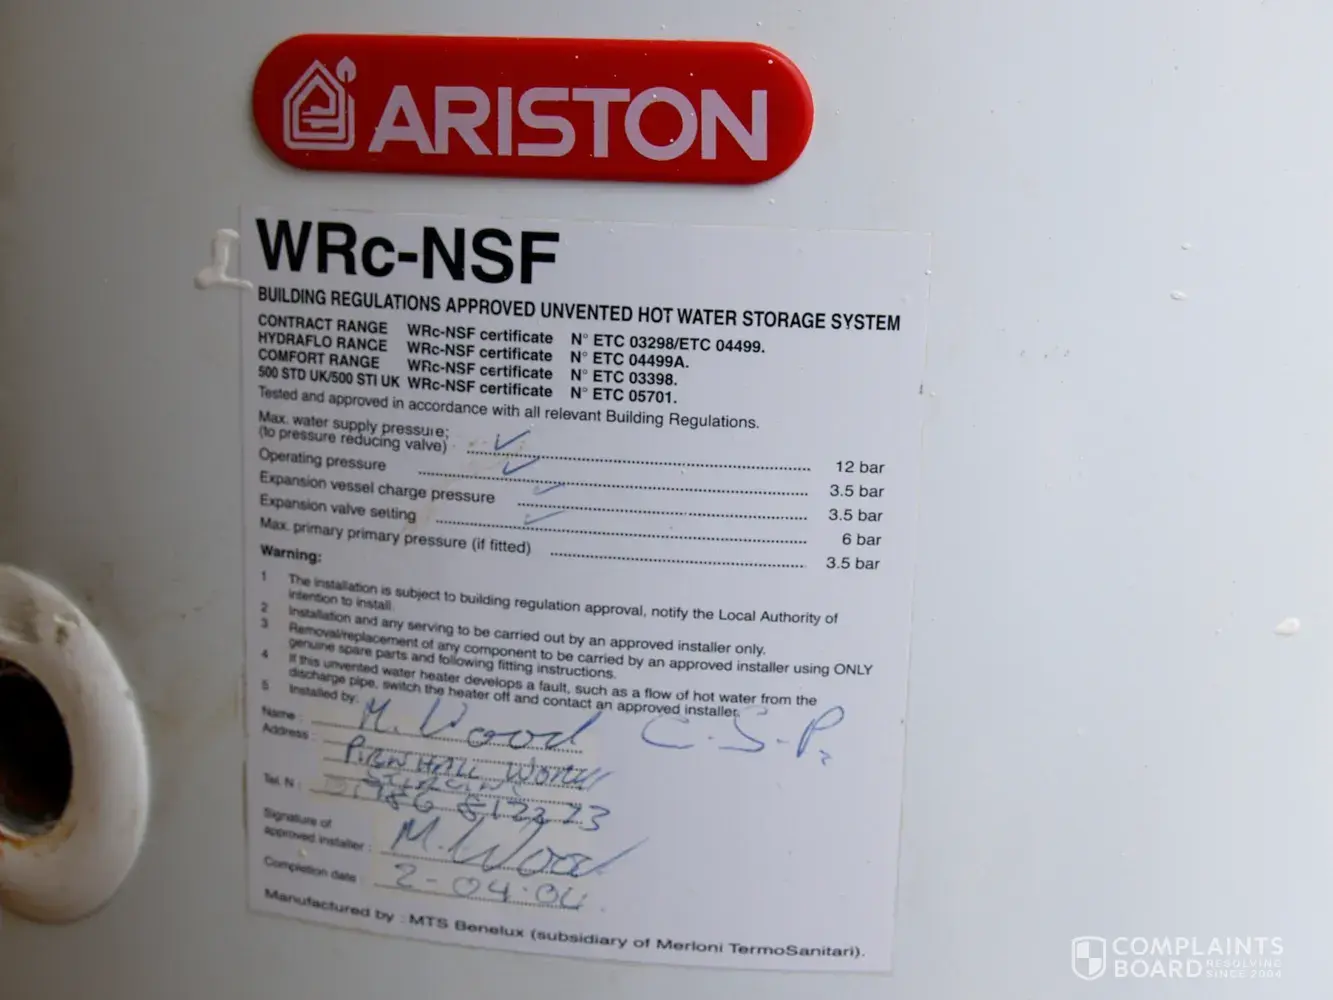 ARISTON
WRc-NSF
BUILDING REGULATIONS APPROVED UNVENTED HOT WATER STORAGE SYSTEM
CONTRACT RANGE WRc-NSF certificate N° ETC 03298/ETC 04499.
HYDRAFLO RANGE WRc-NSF certificate N° ETC 04499A.
COMFORT RANGE WRc-NSF certificate N° ETC 03398.
500 STD UK/500 STI UK WRc-NSF certificate N° ETC 05701.
Tested and approved in accordance with all relevant Building Regulations.
Max. water supply pressure;
(to pressure reducing valve) 12 bar
Operating pressure 3.5 bar
Expansion vessel charge pressure 3.5 bar
Expansion valve setting 6 bar
Max. primary primary pressure (if fitted) 3.5 bar
Warning:
1 The installation is subject to building regulation approval, notify the Local Authority of
intention to install.
2 Installation and any serving to be carried out by an approved installer only.
3 Removal/replacement of any component to be carried by an approved installer using ONLY
genuine spare parts and following fitting instructions.
4 If this unvented water heater develops a fault, such as a flow of hot water from the
discharge pipe, switch the heater off and contact an approved installer.
5 Installed by:
Name : M. Wood C.S.P.
Address :
PIRNHALL WORKS
STIRLING
Tel. N : 01786 812223
Signature of
approved installer : M. Wood
Completion date : 2-04-04.
Manufactured by : MTS Benelux (subsidiary of Merloni TermoSanitari).
COMPLAINTS
BOARD RESOLVING
SINCE 2004